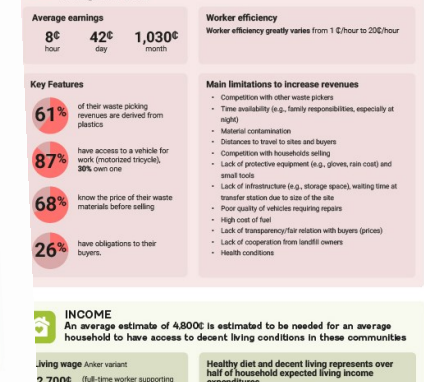 Average earnings
8¢ 42¢ 1,030¢
hour day month
Worker efficiency
Worker efficiency greatly varies from 1 ₵/hour to 20₵/hour
Key Features
61% of their waste picking
revenues are derived from
plastics
87% have access to a vehicle for
work (motorized tricycle),
30% own one
68% know the price of their waste
materials before selling
26% have obligations to their
buyers.
Main limitations to increase revenues
• Competition with other waste pickers
• Time availability (e.g., family responsibilities, especially at
night)
• Material contamination
• Distances to travel to sites and buyers
• Competition with households selling
• Lack of protective equipment (e.g., gloves, rain coat) and
small tools
• Lack of infrastructure (e.g., storage space), waiting time at
transfer station due to size of the site
• Poor quality of vehicles requiring repairs
• High cost of fuel
• Lack of transparency/fair relation with buyers (prices)
• Lack of cooperation from landfill owners
• Health conditions
INCOME
An average estimate of 4,800₵ is estimated to be needed for an average
household to have access to decent living conditions in these communities
Living wage Anker variant
2,700₵ (full-time worker supporting
Healthy diet and decent living represents over
half of household expected living income
expenditures